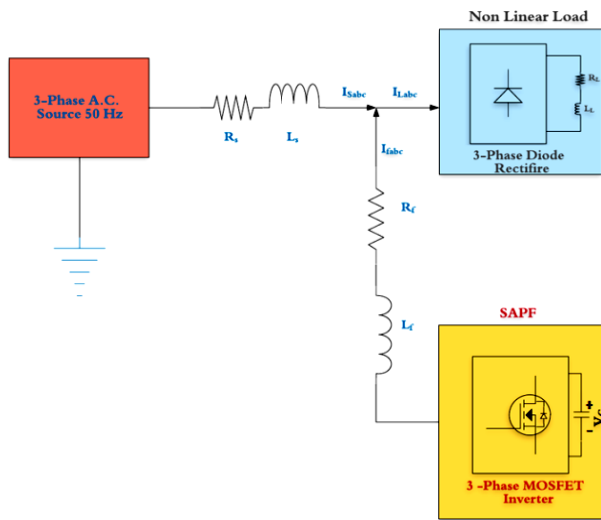 Non Linear Load
3-Phase A.C.
Source 50 Hz
Rs
Ls
ISabc
ILabc
RL
LL
3-Phase Diode
Rectifire
Ifabc
Rf
Lf
SAPF
+
-
VC
3 -Phase MOSFET
Inverter